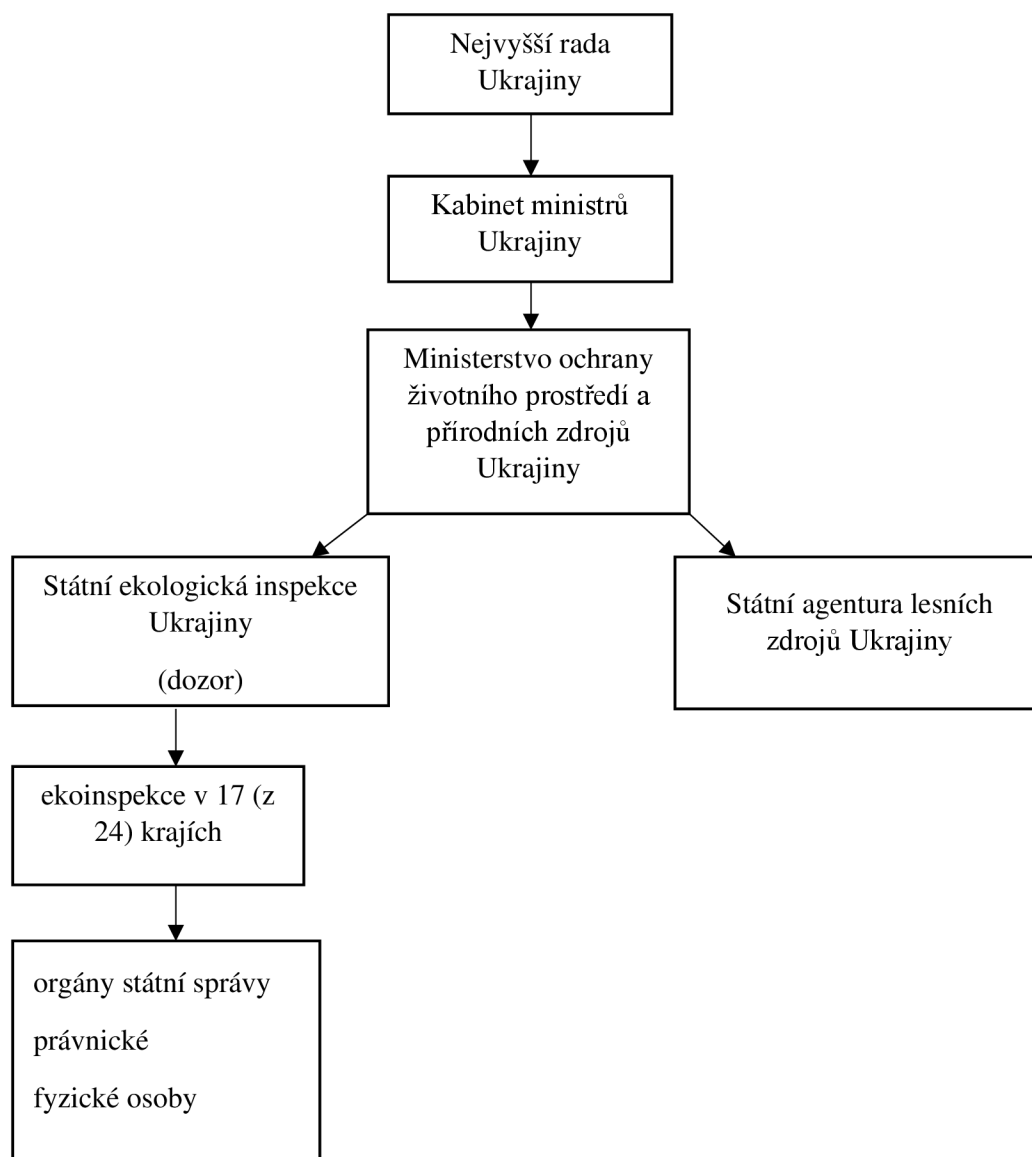 Nejvyšší rada
Ukrajiny
Kabinet ministrů
Ukrajiny
Ministerstvo ochrany
životního prostředí a
přírodních zdrojů
Ukrajiny
Státní ekologická inspekce
Ukrajiny
(dozor)
Státní agentura lesních
zdrojů Ukrajiny
ekoinspekce v 17 (z
24) krajích
orgány státní správy
právnické
fyzické osoby